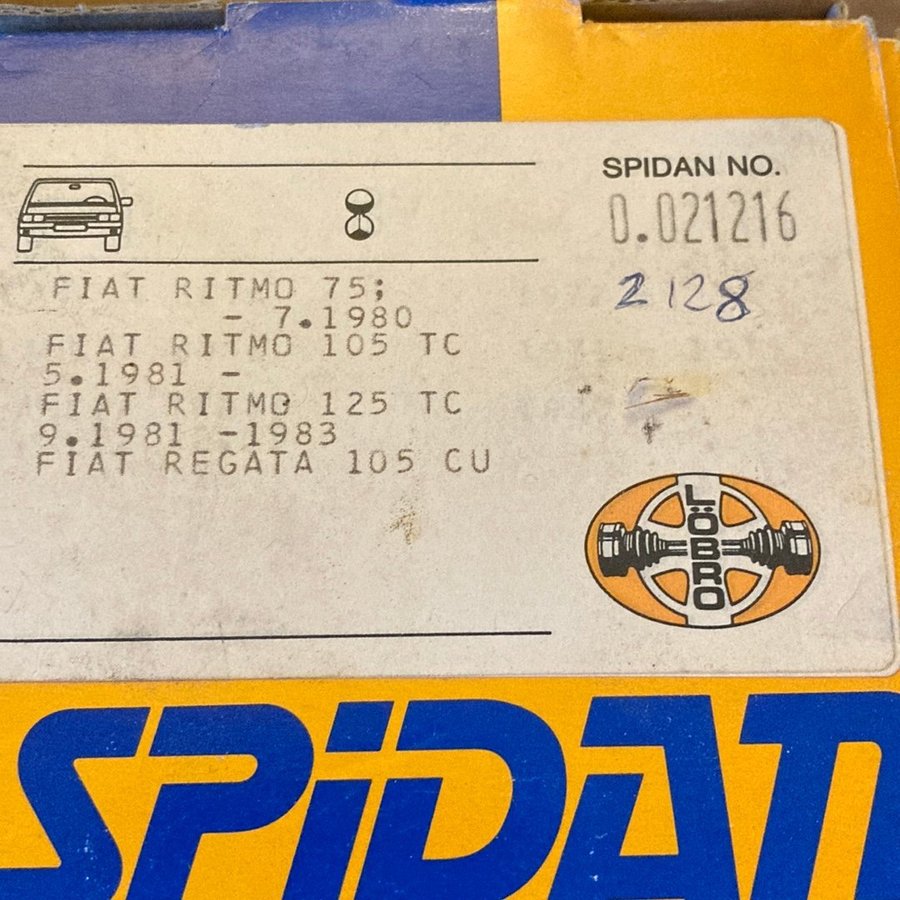 SPIDAN NO.
0.021216
2128
FIAT RITMO 75;
- 7.1980
FIAT RITMO 105 TC
5.1981 -
FIAT RITMO 125 TC
9.1981 -1983
FIAT REGATA 105 CU
LÖBRO
SPIDAN